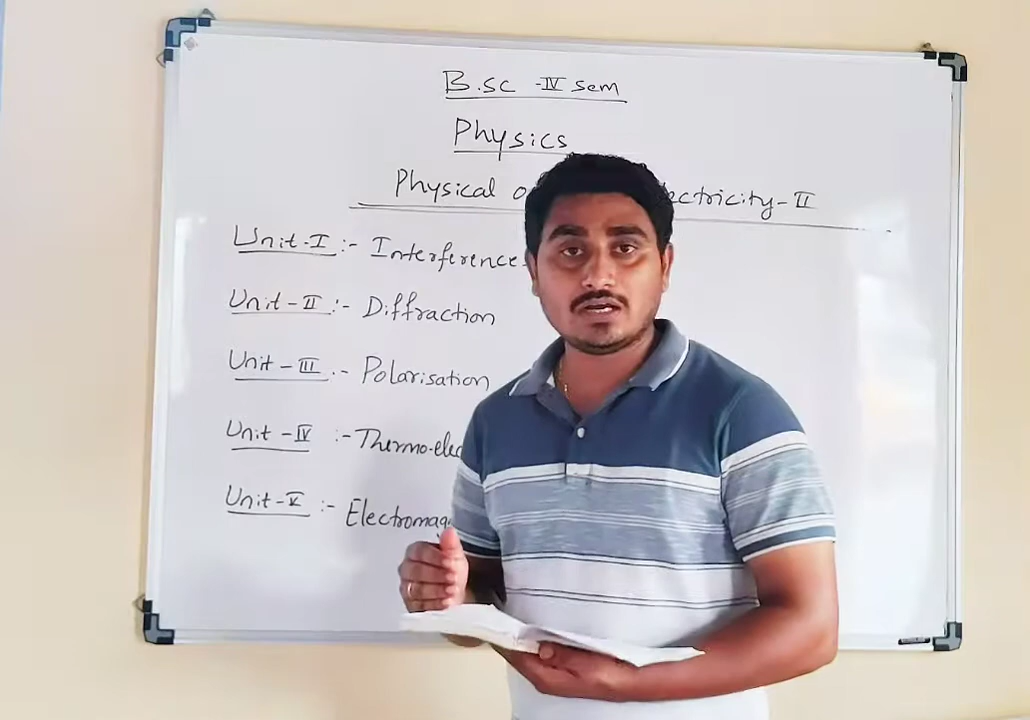 B.sc -IV sem
Physics
Physical
ectricity-II
Unit-I :- Interference
Unit-II :- Diffraction
Unit-III :- Polarisation
Unit-IV :- Thermo-elec
Unit-V :- Electromag